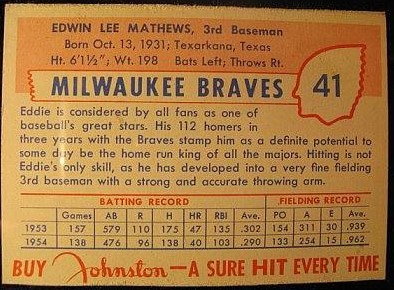 EDWIN LEE MATHEWS, 3rd Baseman
Born Oct. 13, 1931; Texarkana, Texas
Ht. 6'1½"; Wt. 198 Bats Left; Throws Rt.
MILWAUKEE BRAVES 41
Eddie is considered by all fans as one of
baseball's great stars. His 112 homers in
three years with the Braves stamp him as a definite potential to
some day be the home run king of all the majors. Hitting is not
Eddie's only skill, as he has developed into a very fine fielding
3rd baseman with a strong and accurate throwing arm.
BATTING RECORD FIELDING RECORD
Games AB R H HR RBI Ave. PO A E Ave.
1953 157 579 110 175 47 135 .302 154 311 30 .939
1954 138 476 96 138 40 103 .290 133 254 15 .962
BUY Johnston—A SURE HIT EVERY TIME